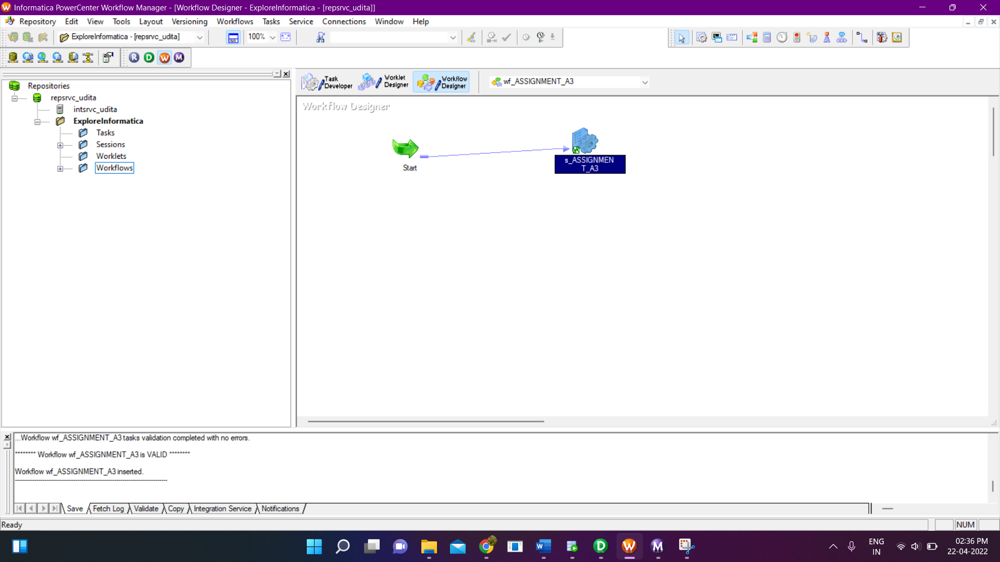 Informatica PowerCenter Workflow Manager - [Workflow Designer - ExploreInformatica - [repsrvc_udita]]
Repository Edit View Tools Layout Versioning Workflows Tasks Service Connections Window Help
ExploreInformatica - [repsrvc_udita] 100%
R D W M
Repositories
repsrvc_udita
intsrvc_udita
ExploreInformatica
Tasks
Sessions
Worklets
Workflows
Task Developer
Worklet Designer
Workflow Designer
wf_ASSIGNMENT_A3
Workflow Designer
Start
s_ASSIGNMEN
T_A3
...Workflow wf_ASSIGNMENT_A3 tasks validation completed with no errors.
******** Workflow wf_ASSIGNMENT_A3 is VALID ********
Workflow wf_ASSIGNMENT_A3 inserted.
Save Fetch Log Validate Copy Integration Service Notifications
Ready
NUM
ENG
IN
02:36 PM
22-04-2022